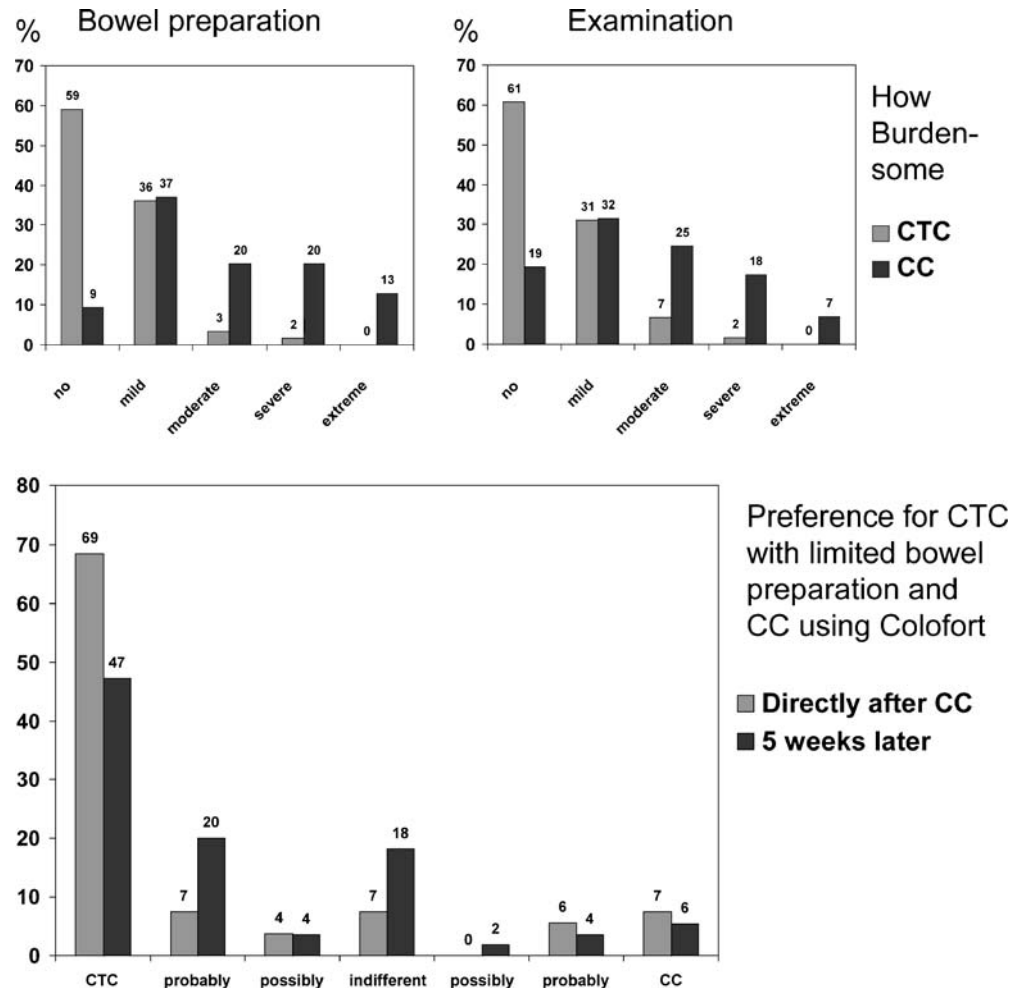 Bowel preparation
%
70
60
50
40
30
20
10
0
59
9
36
37
3
20
2
20
0
13
no
mild
moderate
severe
extreme
Examination
%
70
60
50
40
30
20
10
0
61
19
31
32
7
25
2
18
0
7
no
mild
moderate
severe
extreme
How
Burden-
some
CTC
CC
80
70
60
50
40
30
20
10
0
69
47
7
20
4
4
7
18
0
2
6
4
7
6
CTC
probably
possibly
indifferent
possibly
probably
CC
Preference for CTC
with limited bowel
preparation and
CC using Colofort
Directly after CC
5 weeks later